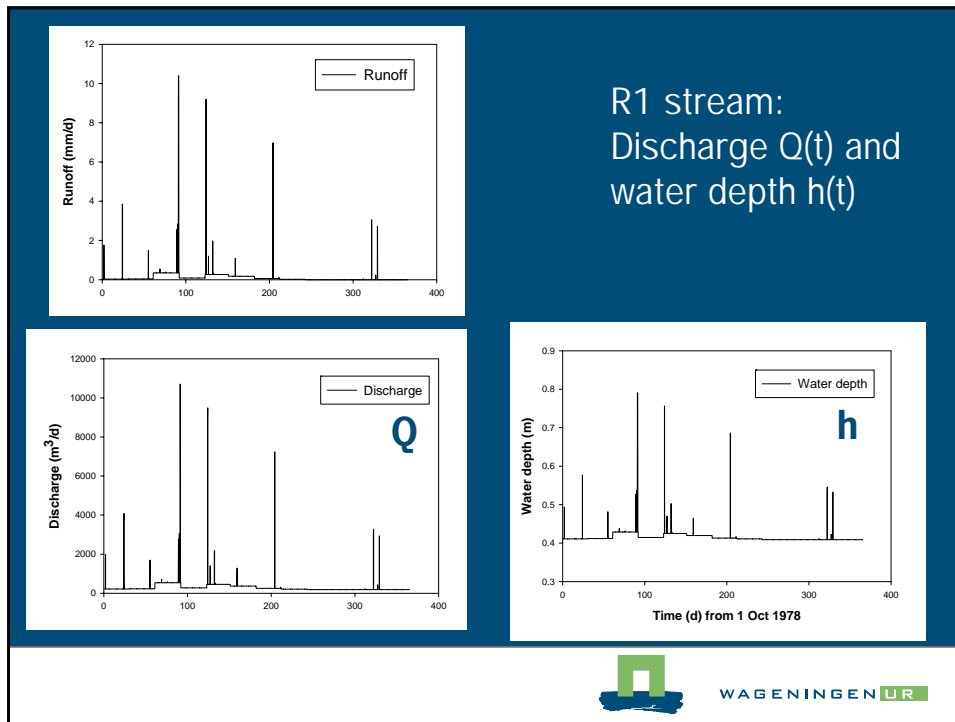 R1 stream:
Discharge Q(t) and
water depth h(t)
Runoff (mm/d)
12
10
8
6
4
2
0
0 100 200 300 400
Runoff
Discharge (m3/d)
12000
10000
8000
6000
4000
2000
0
0 100 200 300 400
Discharge
Q
Water depth (m)
0.9
0.8
0.7
0.6
0.5
0.4
0.3
0 100 200 300 400
Time (d) from 1 Oct 1978
Water depth
h
WAGENINGEN UR